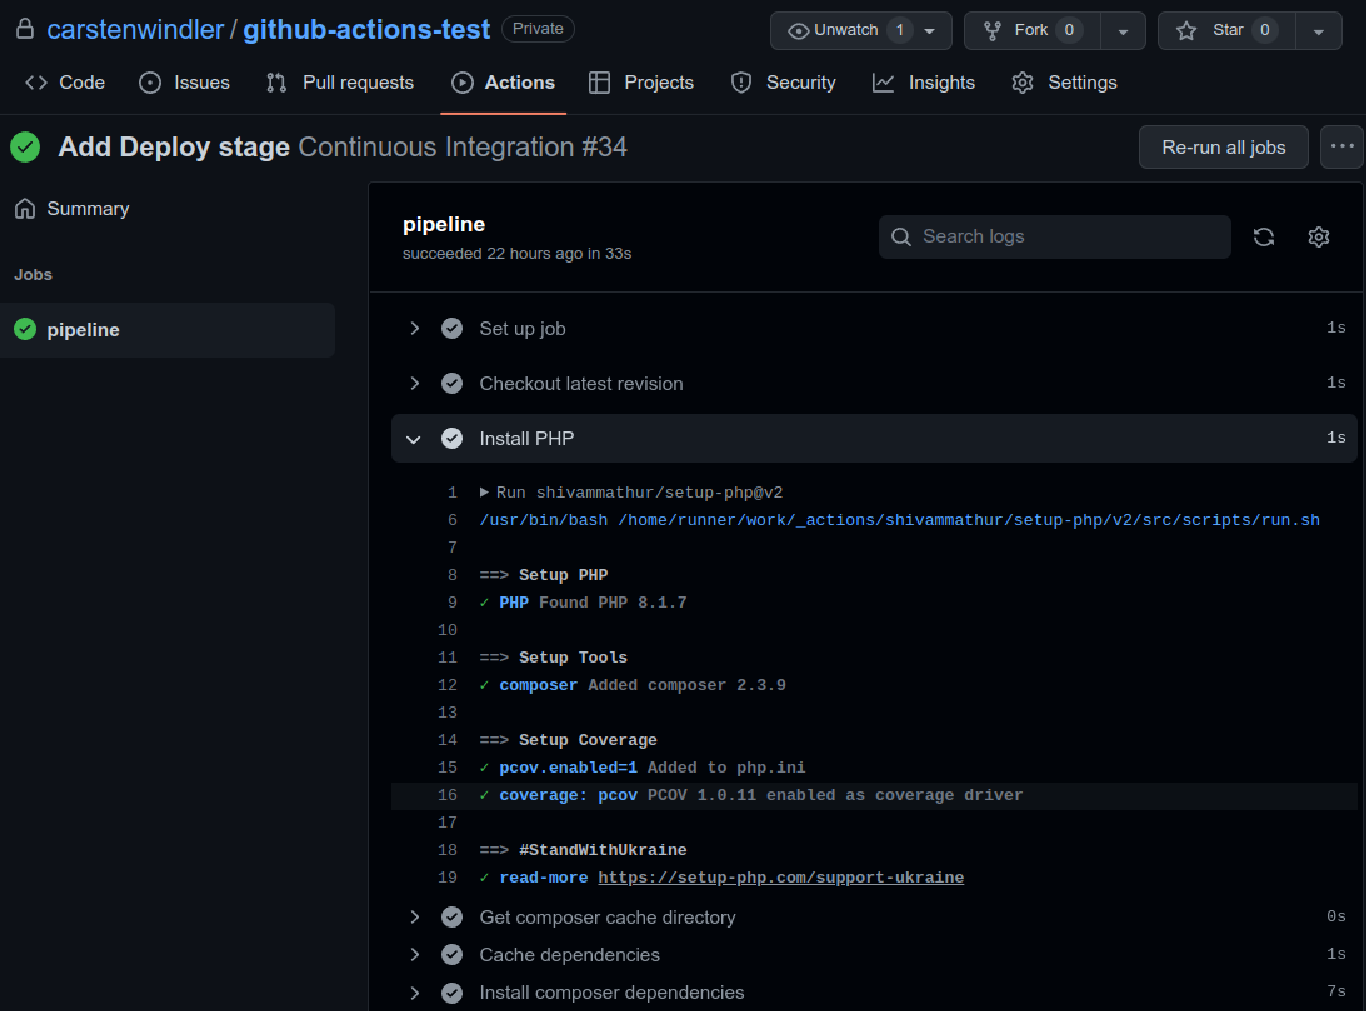 carstenwindler / github-actions-test Private
Unwatch 1
Fork 0
Star 0
Code
Issues
Pull requests
Actions
Projects
Security
Insights
Settings
Add Deploy stage Continuous Integration #34
Re-run all jobs
Summary
Jobs
pipeline
pipeline
succeeded 22 hours ago in 33s
Search logs
Set up job 1s
Checkout latest revision 1s
Install PHP 1s
1 ▶ Run shivammathur/setup-php@v2
6 /usr/bin/bash /home/runner/work/_actions/shivammathur/setup-php/v2/src/scripts/run.sh
7
8 ==> Setup PHP
9 ✓ PHP Found PHP 8.1.7
10
11 ==> Setup Tools
12 ✓ composer Added composer 2.3.9
13
14 ==> Setup Coverage
15 ✓ pcov.enabled=1 Added to php.ini
16 ✓ coverage: pcov PCOV 1.0.11 enabled as coverage driver
17
18 ==> #StandWithUkraine
19 ✓ read-more https://setup-php.com/support-ukraine
Get composer cache directory 0s
Cache dependencies 1s
Install composer dependencies 7s